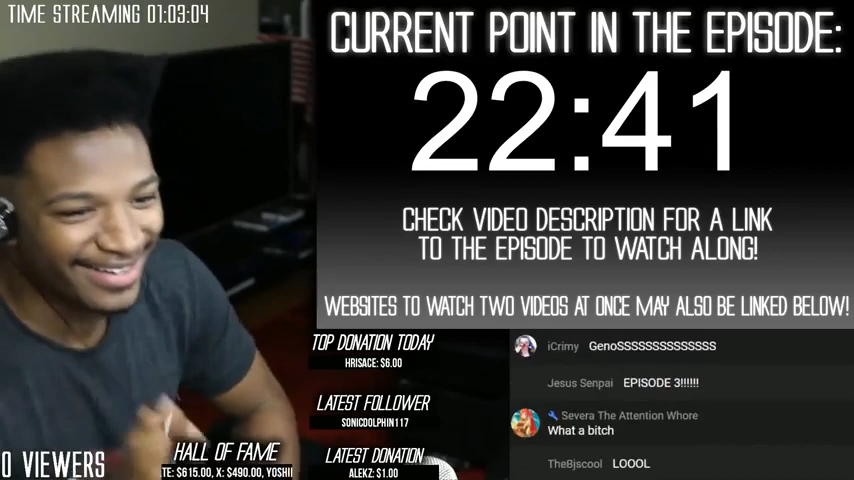 TIME STREAMING 01:03:04
CURRENT POINT IN THE EPISODE:
22:41
CHECK VIDEO DESCRIPTION FOR A LINK
TO THE EPISODE TO WATCH ALONG!
WEBSITES TO WATCH TWO VIDEOS AT ONCE MAY ALSO BE LINKED BELOW!
TOP DONATION TODAY
HRISACE: $6.00
LATEST FOLLOWER
SONICDOLPHIN117
LATEST DONATION
ALEKZ: $1.00
0 VIEWERS
HALL OF FAME
TE: $615.00, X: $490.00, YOSHII
iCrimy GenoSSSSSSSSSSSSSS
Jesus Senpai EPISODE 3!!!!!!
Severa The Attention Whore
What a bitch
TheBjscool LOOOL